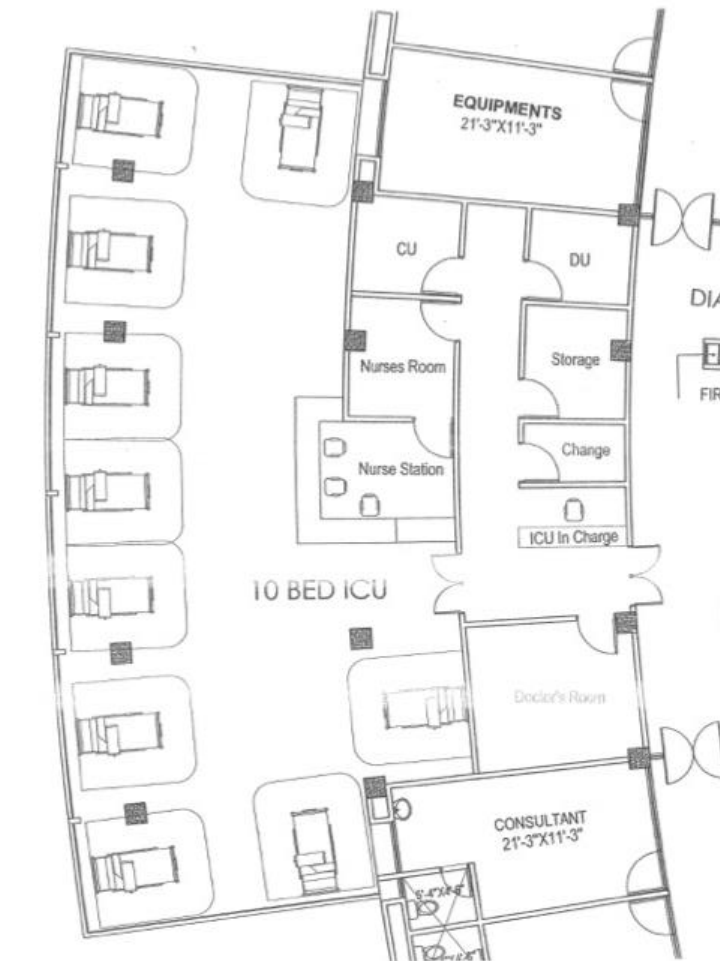 EQUIPMENTS
21'-3"X11'-3"
CU
DU
DIA
Nurses Room
Storage
FIR
Nurse Station
Change
ICU In Charge
10 BED ICU
Doctor's Room
CONSULTANT
21'-3"X11'-3"